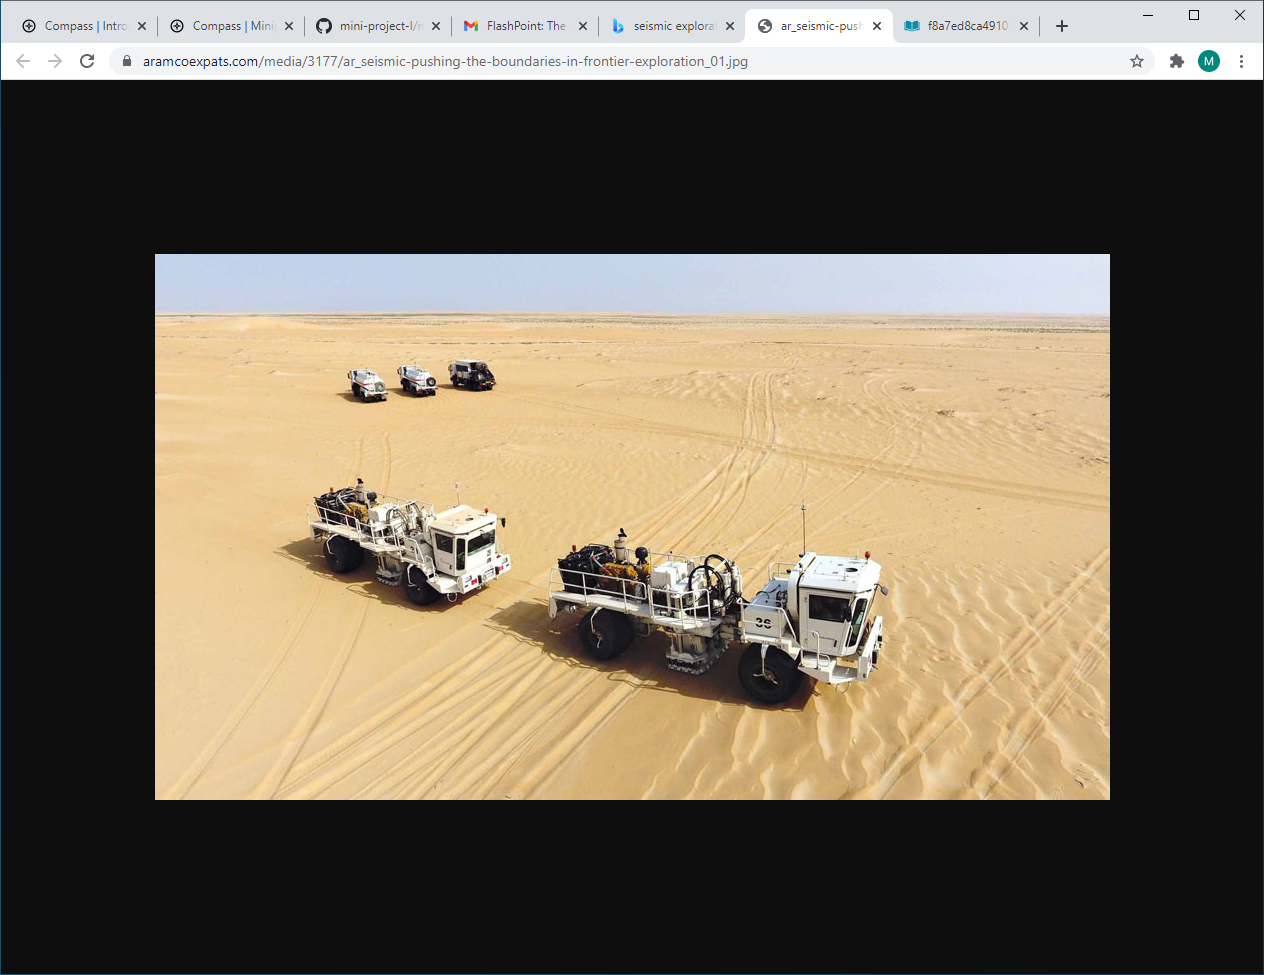 Compass | Intro
Compass | Mini
mini-project-I/
FlashPoint: The
seismic explora
ar_seismic-push
f8a7ed8ca4910
aramcoexpats.com/media/3177/ar_seismic-pushing-the-boundaries-in-frontier-exploration_01.jpg
M
36